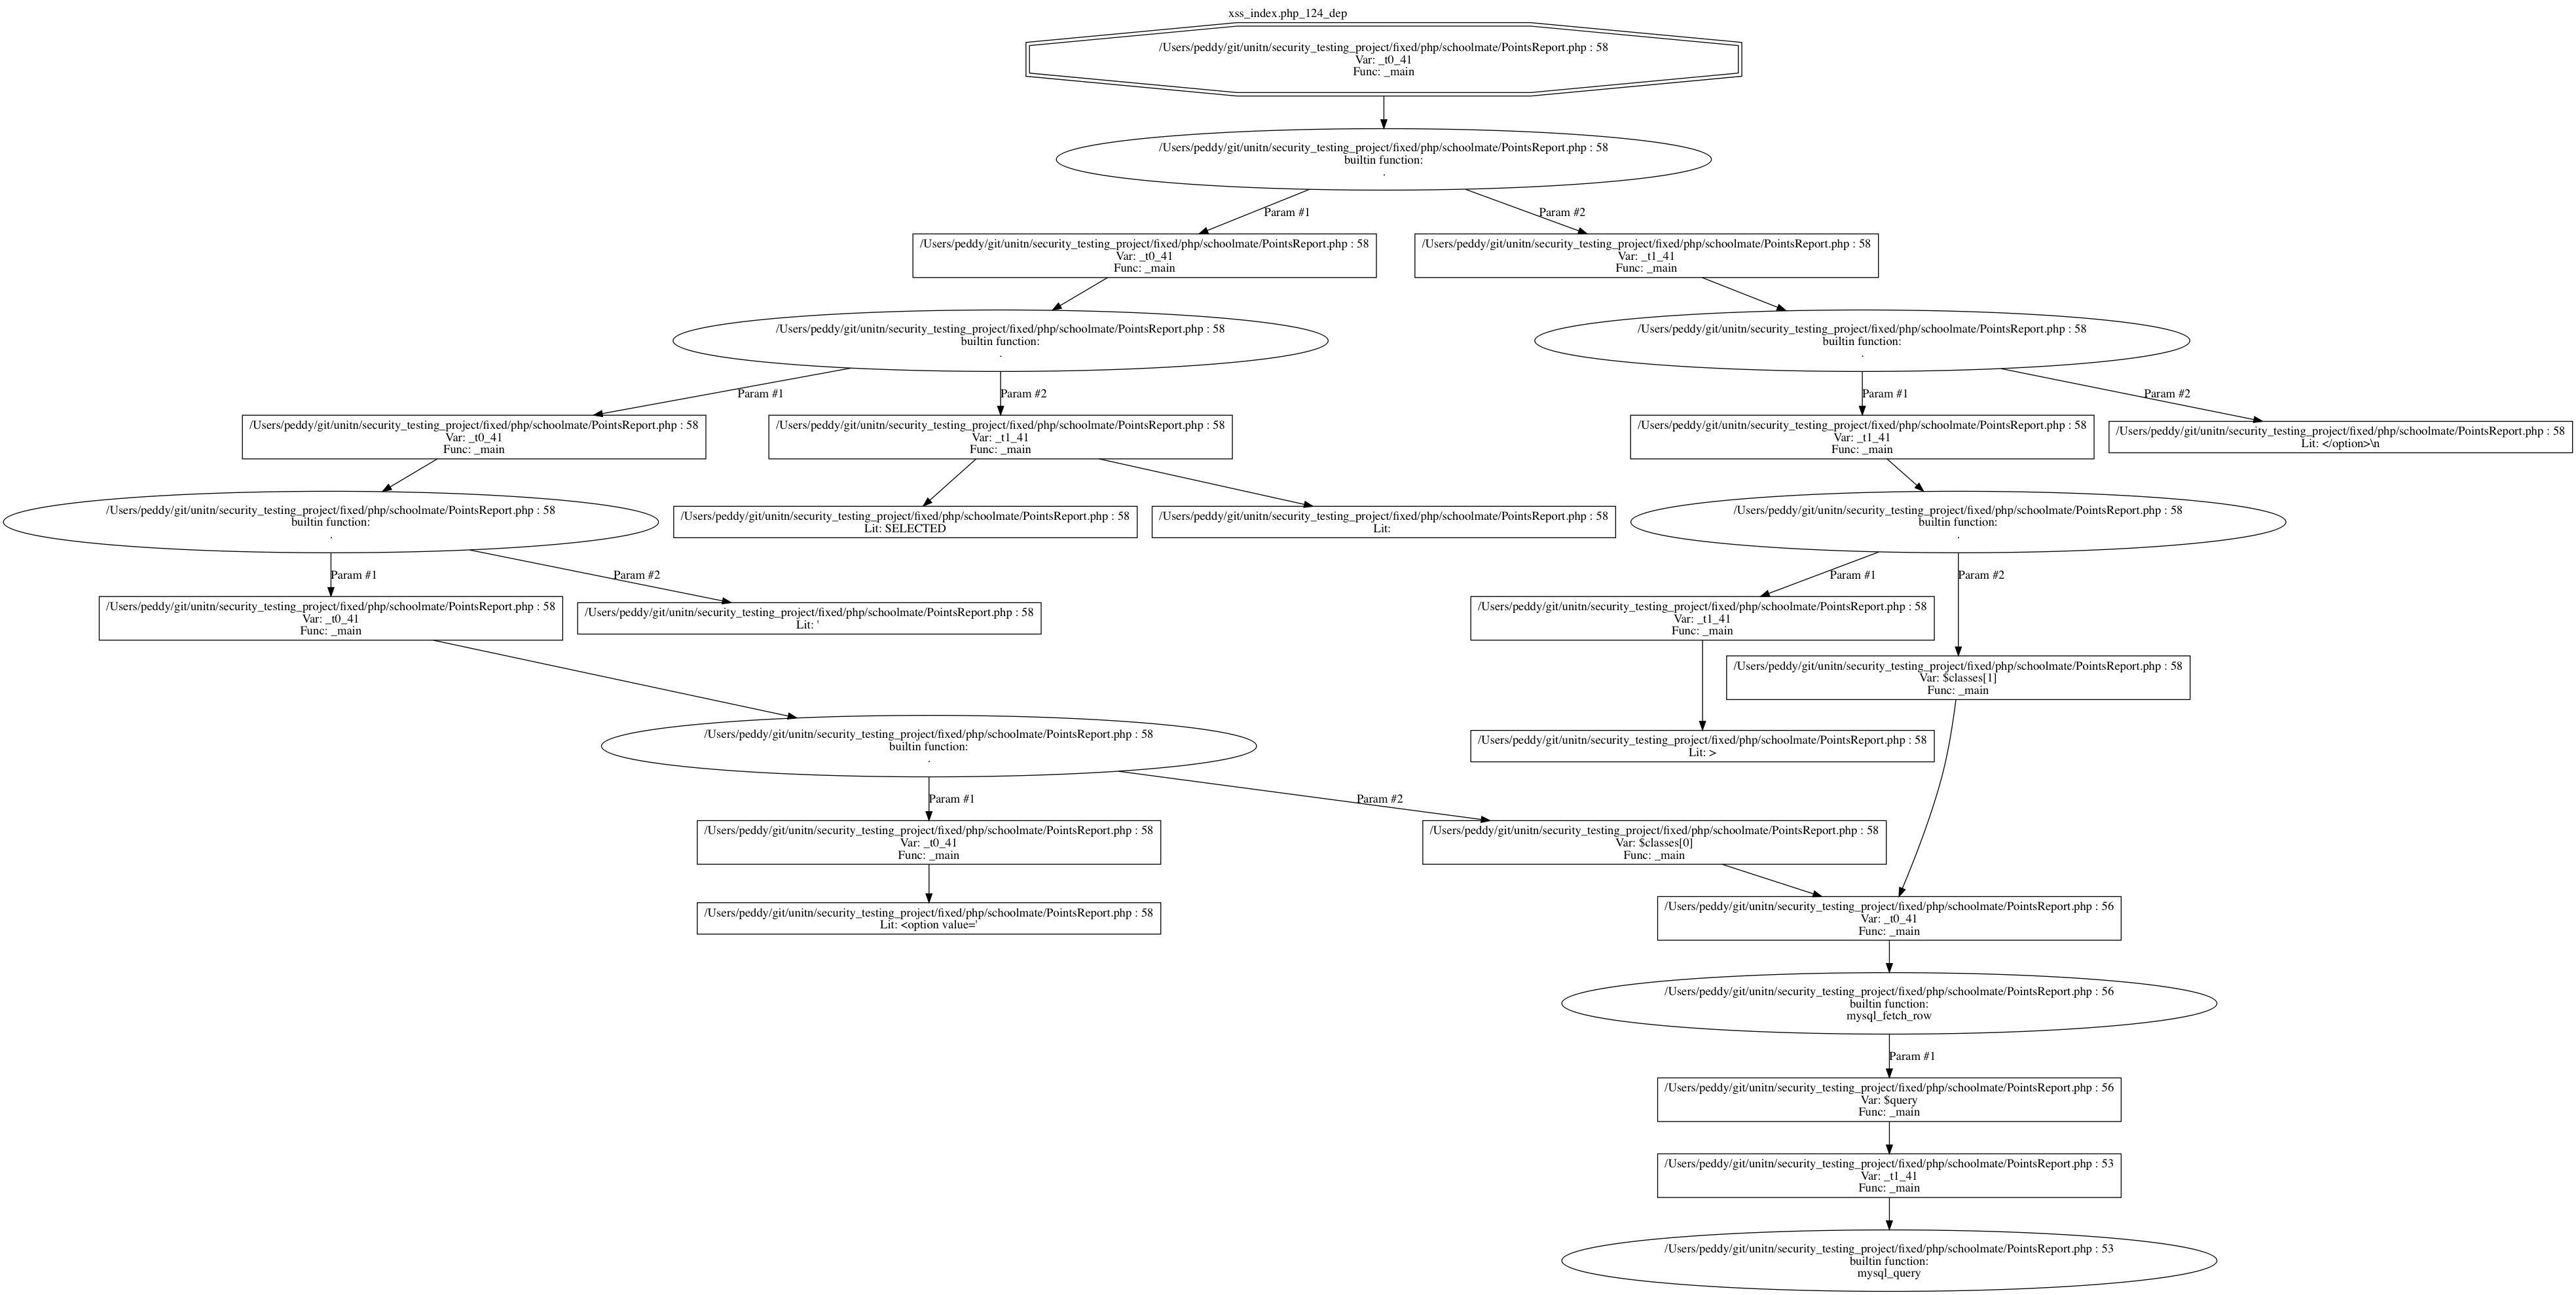 xss_index.php_124_dep
/Users/peddy/git/unitn/security_testing_project/fixed/php/schoolmate/PointsReport.php : 58
Var: _t0_41
Func: _main
/Users/peddy/git/unitn/security_testing_project/fixed/php/schoolmate/PointsReport.php : 58
builtin function:
.
Param #1
Param #2
/Users/peddy/git/unitn/security_testing_project/fixed/php/schoolmate/PointsReport.php : 58
Var: _t0_41
Func: _main
/Users/peddy/git/unitn/security_testing_project/fixed/php/schoolmate/PointsReport.php : 58
Var: _t1_41
Func: _main
/Users/peddy/git/unitn/security_testing_project/fixed/php/schoolmate/PointsReport.php : 58
builtin function:
.
/Users/peddy/git/unitn/security_testing_project/fixed/php/schoolmate/PointsReport.php : 58
builtin function:
.
Param #1
Param #2
Param #1
Param #2
/Users/peddy/git/unitn/security_testing_project/fixed/php/schoolmate/PointsReport.php : 58
Var: _t0_41
Func: _main
/Users/peddy/git/unitn/security_testing_project/fixed/php/schoolmate/PointsReport.php : 58
Var: _t1_41
Func: _main
/Users/peddy/git/unitn/security_testing_project/fixed/php/schoolmate/PointsReport.php : 58
Var: _t1_41
Func: _main
/Users/peddy/git/unitn/security_testing_project/fixed/php/schoolmate/PointsReport.php : 58
Lit: </option>\n
/Users/peddy/git/unitn/security_testing_project/fixed/php/schoolmate/PointsReport.php : 58
builtin function:
.
/Users/peddy/git/unitn/security_testing_project/fixed/php/schoolmate/PointsReport.php : 58
Lit: SELECTED
/Users/peddy/git/unitn/security_testing_project/fixed/php/schoolmate/PointsReport.php : 58
Lit:
/Users/peddy/git/unitn/security_testing_project/fixed/php/schoolmate/PointsReport.php : 58
builtin function:
.
Param #1
Param #2
Param #1
Param #2
/Users/peddy/git/unitn/security_testing_project/fixed/php/schoolmate/PointsReport.php : 58
Var: _t0_41
Func: _main
/Users/peddy/git/unitn/security_testing_project/fixed/php/schoolmate/PointsReport.php : 58
Lit: '
/Users/peddy/git/unitn/security_testing_project/fixed/php/schoolmate/PointsReport.php : 58
Var: _t1_41
Func: _main
/Users/peddy/git/unitn/security_testing_project/fixed/php/schoolmate/PointsReport.php : 58
Var: $classes[1]
Func: _main
/Users/peddy/git/unitn/security_testing_project/fixed/php/schoolmate/PointsReport.php : 58
builtin function:
.
/Users/peddy/git/unitn/security_testing_project/fixed/php/schoolmate/PointsReport.php : 58
Lit: >
Param #1
Param #2
/Users/peddy/git/unitn/security_testing_project/fixed/php/schoolmate/PointsReport.php : 58
Var: _t0_41
Func: _main
/Users/peddy/git/unitn/security_testing_project/fixed/php/schoolmate/PointsReport.php : 58
Var: $classes[0]
Func: _main
/Users/peddy/git/unitn/security_testing_project/fixed/php/schoolmate/PointsReport.php : 58
Lit: <option value='
/Users/peddy/git/unitn/security_testing_project/fixed/php/schoolmate/PointsReport.php : 56
Var: _t0_41
Func: _main
/Users/peddy/git/unitn/security_testing_project/fixed/php/schoolmate/PointsReport.php : 56
builtin function:
mysql_fetch_row
Param #1
/Users/peddy/git/unitn/security_testing_project/fixed/php/schoolmate/PointsReport.php : 56
Var: $query
Func: _main
/Users/peddy/git/unitn/security_testing_project/fixed/php/schoolmate/PointsReport.php : 53
Var: _t1_41
Func: _main
/Users/peddy/git/unitn/security_testing_project/fixed/php/schoolmate/PointsReport.php : 53
builtin function:
mysql_query